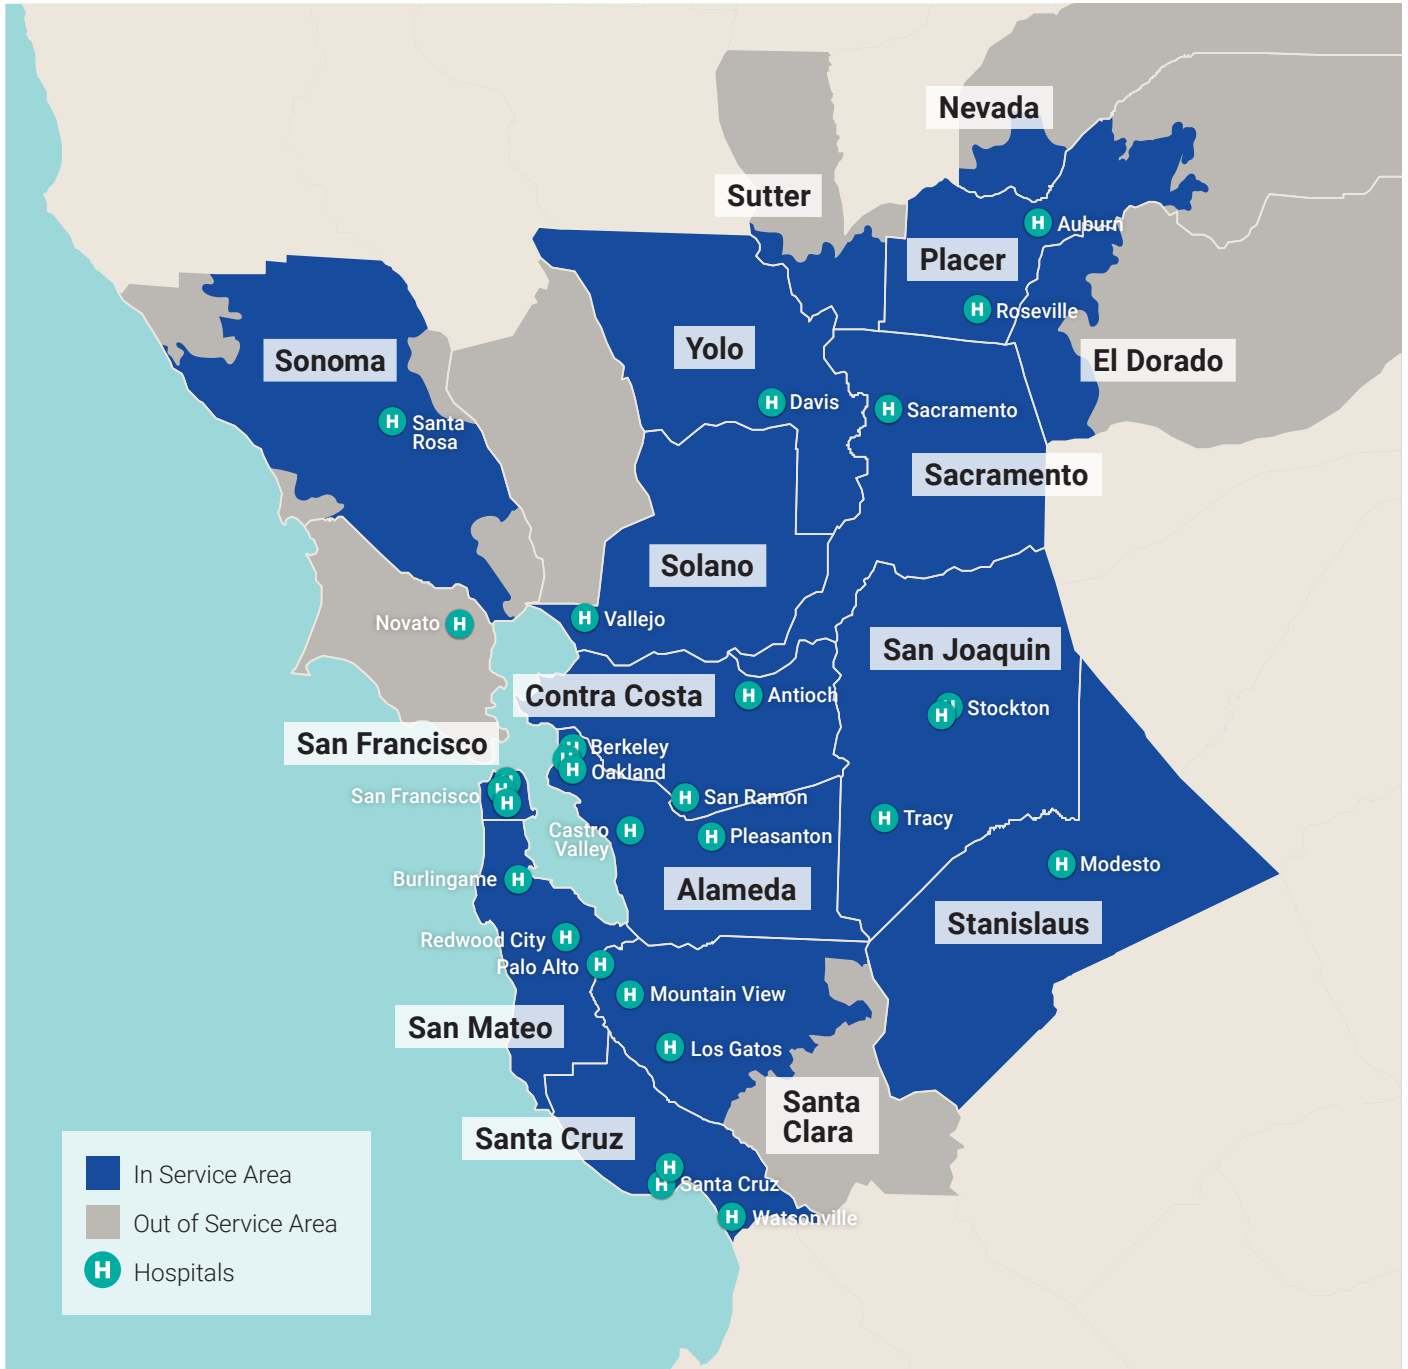 Nevada
Sutter
H Auburn
Placer
H Roseville
Yolo
Sonoma
El Dorado
H Davis
H Sacramento
H Santa
Rosa
Sacramento
Solano
Novato H
H Vallejo
San Joaquin
Contra Costa
H Antioch
H Stockton
H
San Francisco
H Berkeley
H
H Oakland
San Francisco H
H
H
H San Ramon
H Tracy
Castro H
Valley
H Pleasanton
H Modesto
Burlingame H
Alameda
Stanislaus
Redwood City H
Palo Alto H
H Mountain View
San Mateo
H Los Gatos
Santa
Clara
Santa Cruz
H
H Santa Cruz
H Watsonville
In Service Area
Out of Service Area
H Hospitals